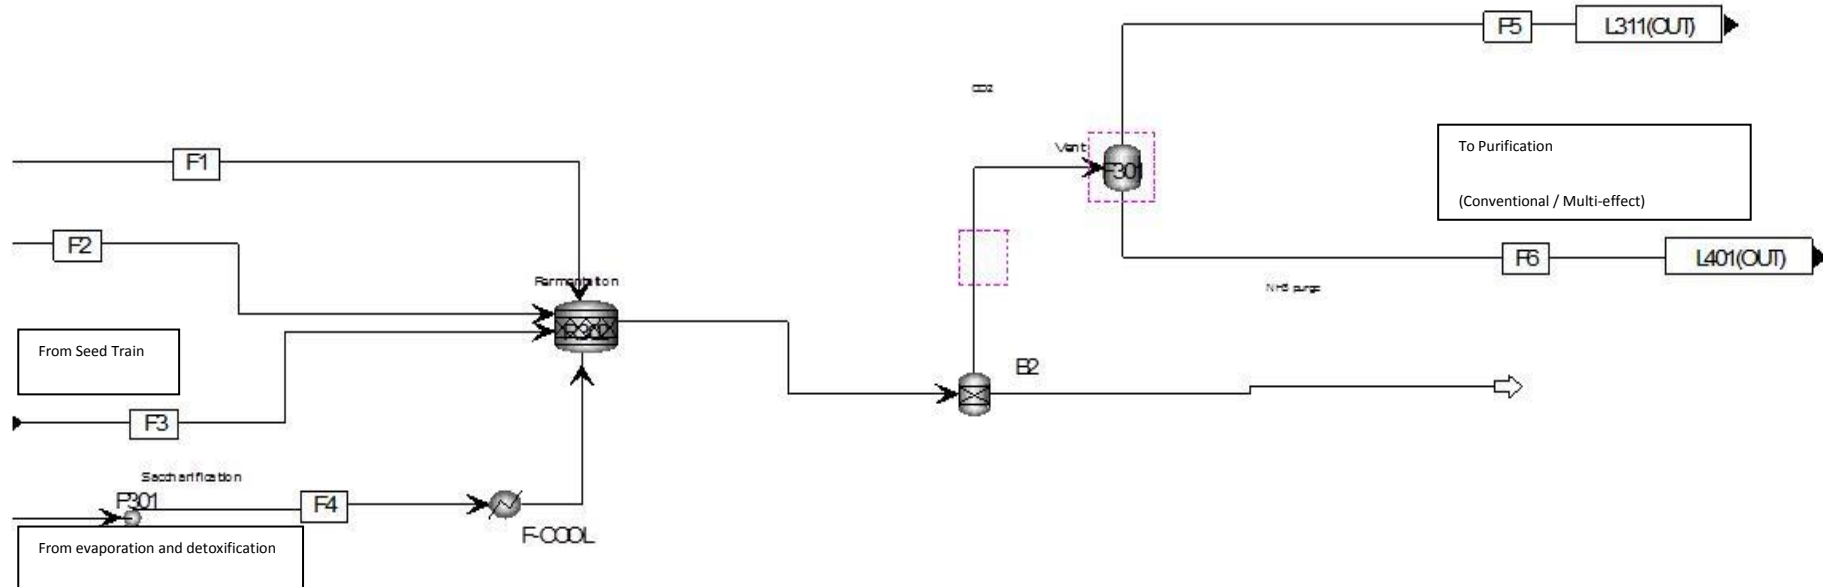 F5
L311(OUT)
CO2
To Purification
(Conventional / Multi-effect)
Vent
F301
F1
F2
F6
L401(OUT)
Fermentation
NH3 purge
From Seed Train
B2
F3
Saccharification
P301
F4
F-COOL
From evaporation and detoxification